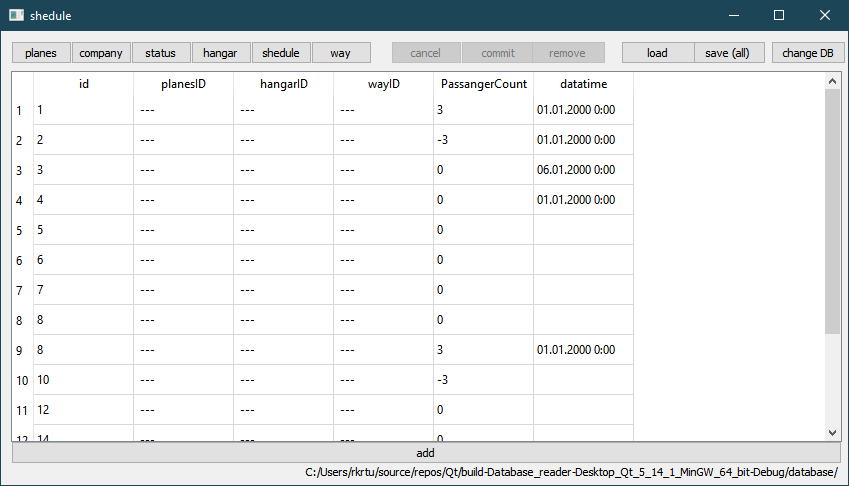 shedule
planes company status hangar shedule way cancel commit remove load save (all) change DB
id planesID hangarID wayID PassangerCount datatime
1 1 --- --- --- 3 01.01.2000 0:00
2 2 --- --- --- -3 01.01.2000 0:00
3 3 --- --- --- 0 06.01.2000 0:00
4 4 --- --- --- 0 01.01.2000 0:00
5 5 --- --- --- 0
6 6 --- --- --- 0
7 7 --- --- --- 0
8 8 --- --- --- 0
9 8 --- --- --- 3 01.01.2000 0:00
10 10 --- --- --- -3
11 12 --- --- --- 0
12 14 --- --- --- 0
add
C:/Users/rkrtu/source/repos/Qt/build-Database_reader-Desktop_Qt_5_14_1_MinGW_64_bit-Debug/database/